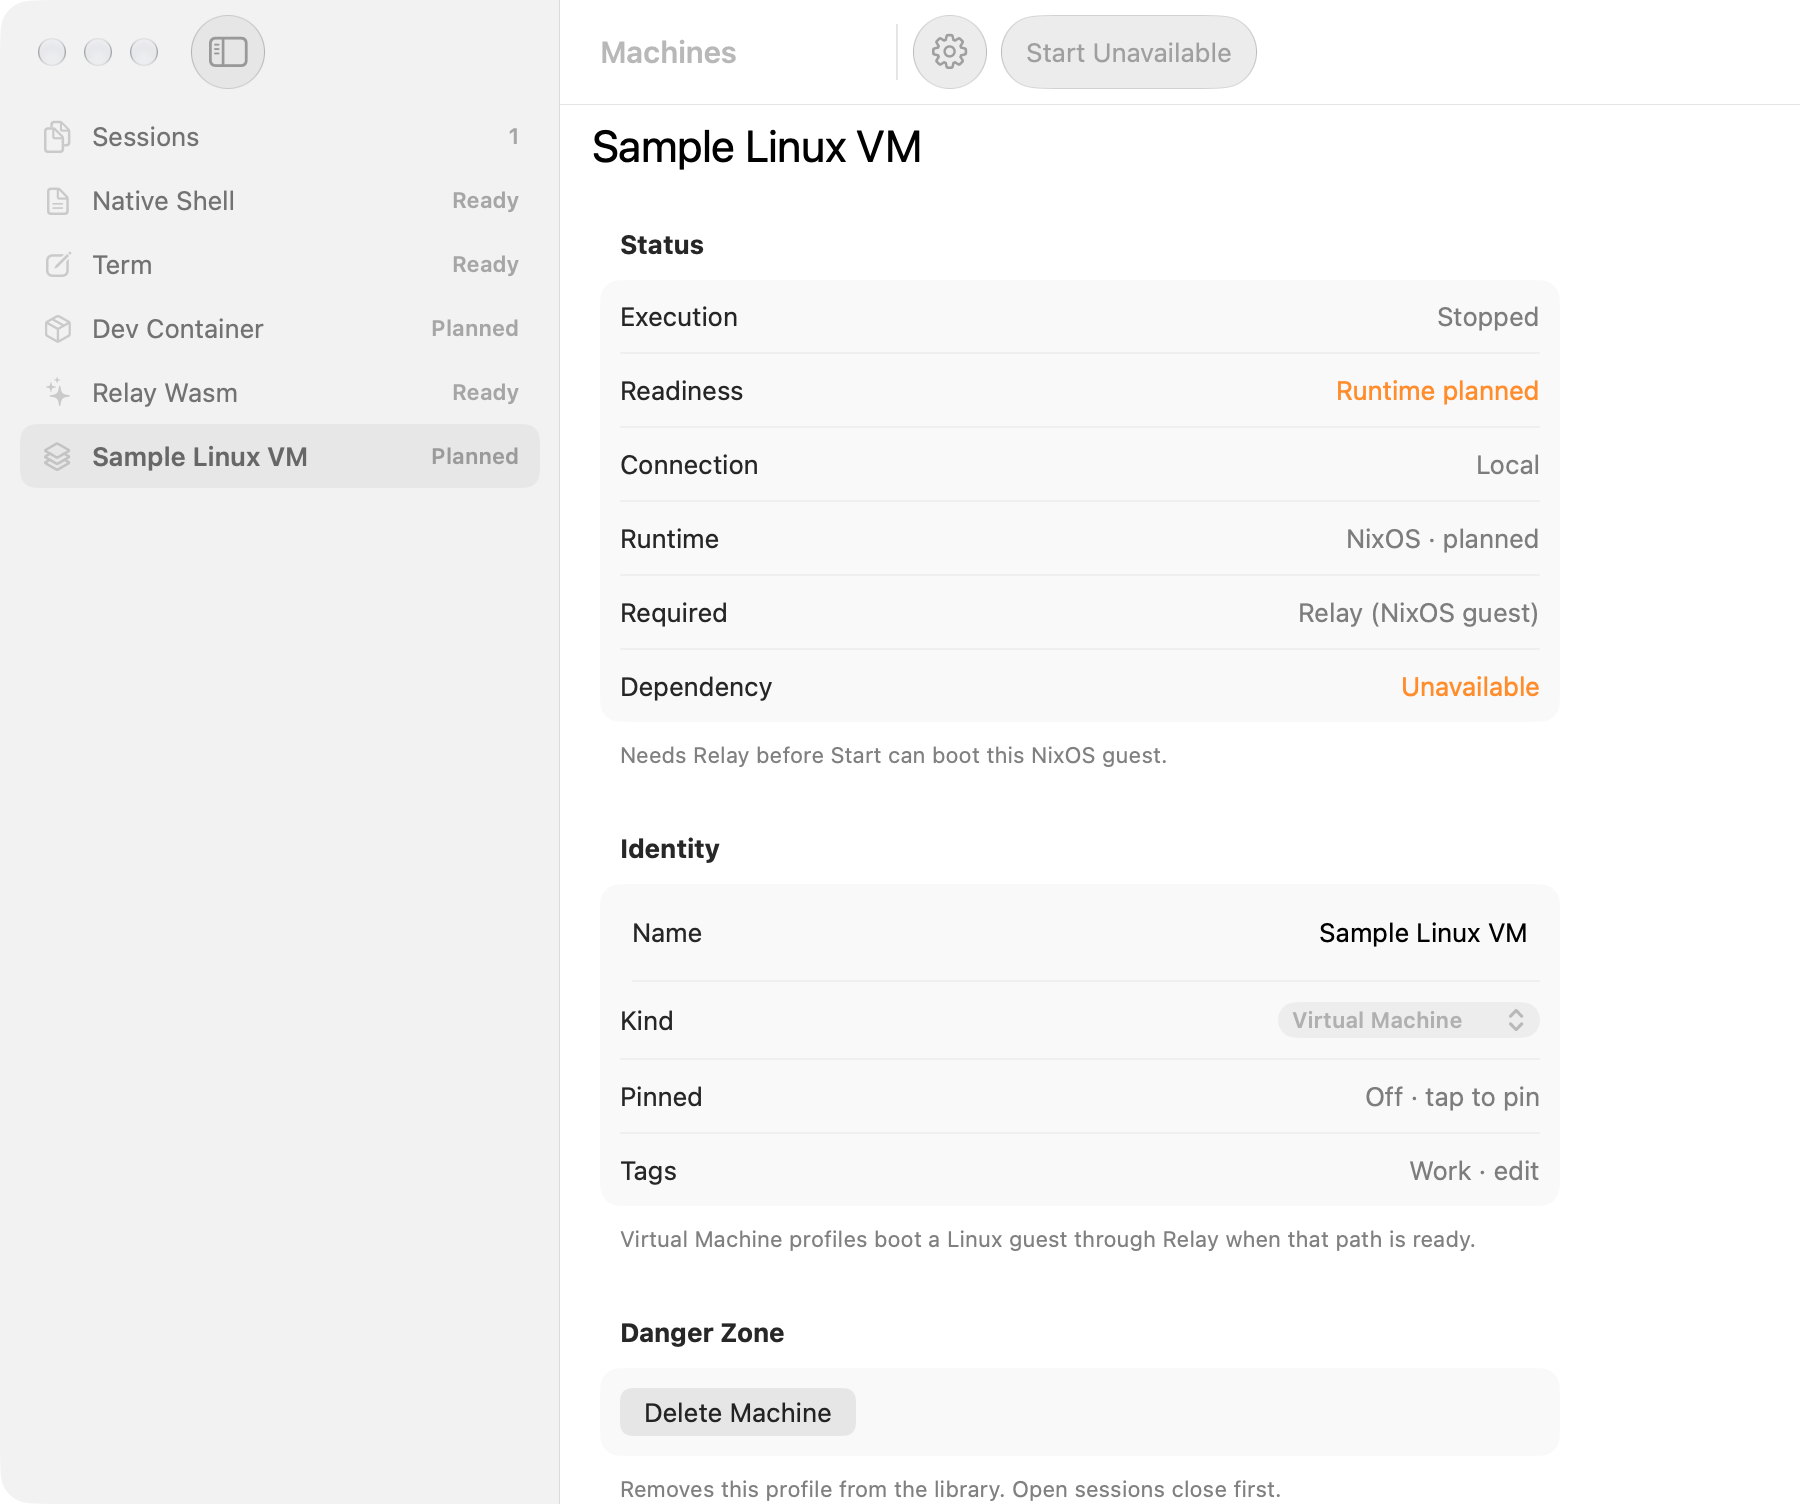 Machines
Start Unavailable
Sessions 1
Native Shell Ready
Term Ready
Dev Container Planned
Relay Wasm Ready
Sample Linux VM Planned
Sample Linux VM
Status
Execution Stopped
Readiness Runtime planned
Connection Local
Runtime NixOS · planned
Required Relay (NixOS guest)
Dependency Unavailable
Needs Relay before Start can boot this NixOS guest.
Identity
Name Sample Linux VM
Kind Virtual Machine
Pinned Off · tap to pin
Tags Work · edit
Virtual Machine profiles boot a Linux guest through Relay when that path is ready.
Danger Zone
Delete Machine
Removes this profile from the library. Open sessions close first.